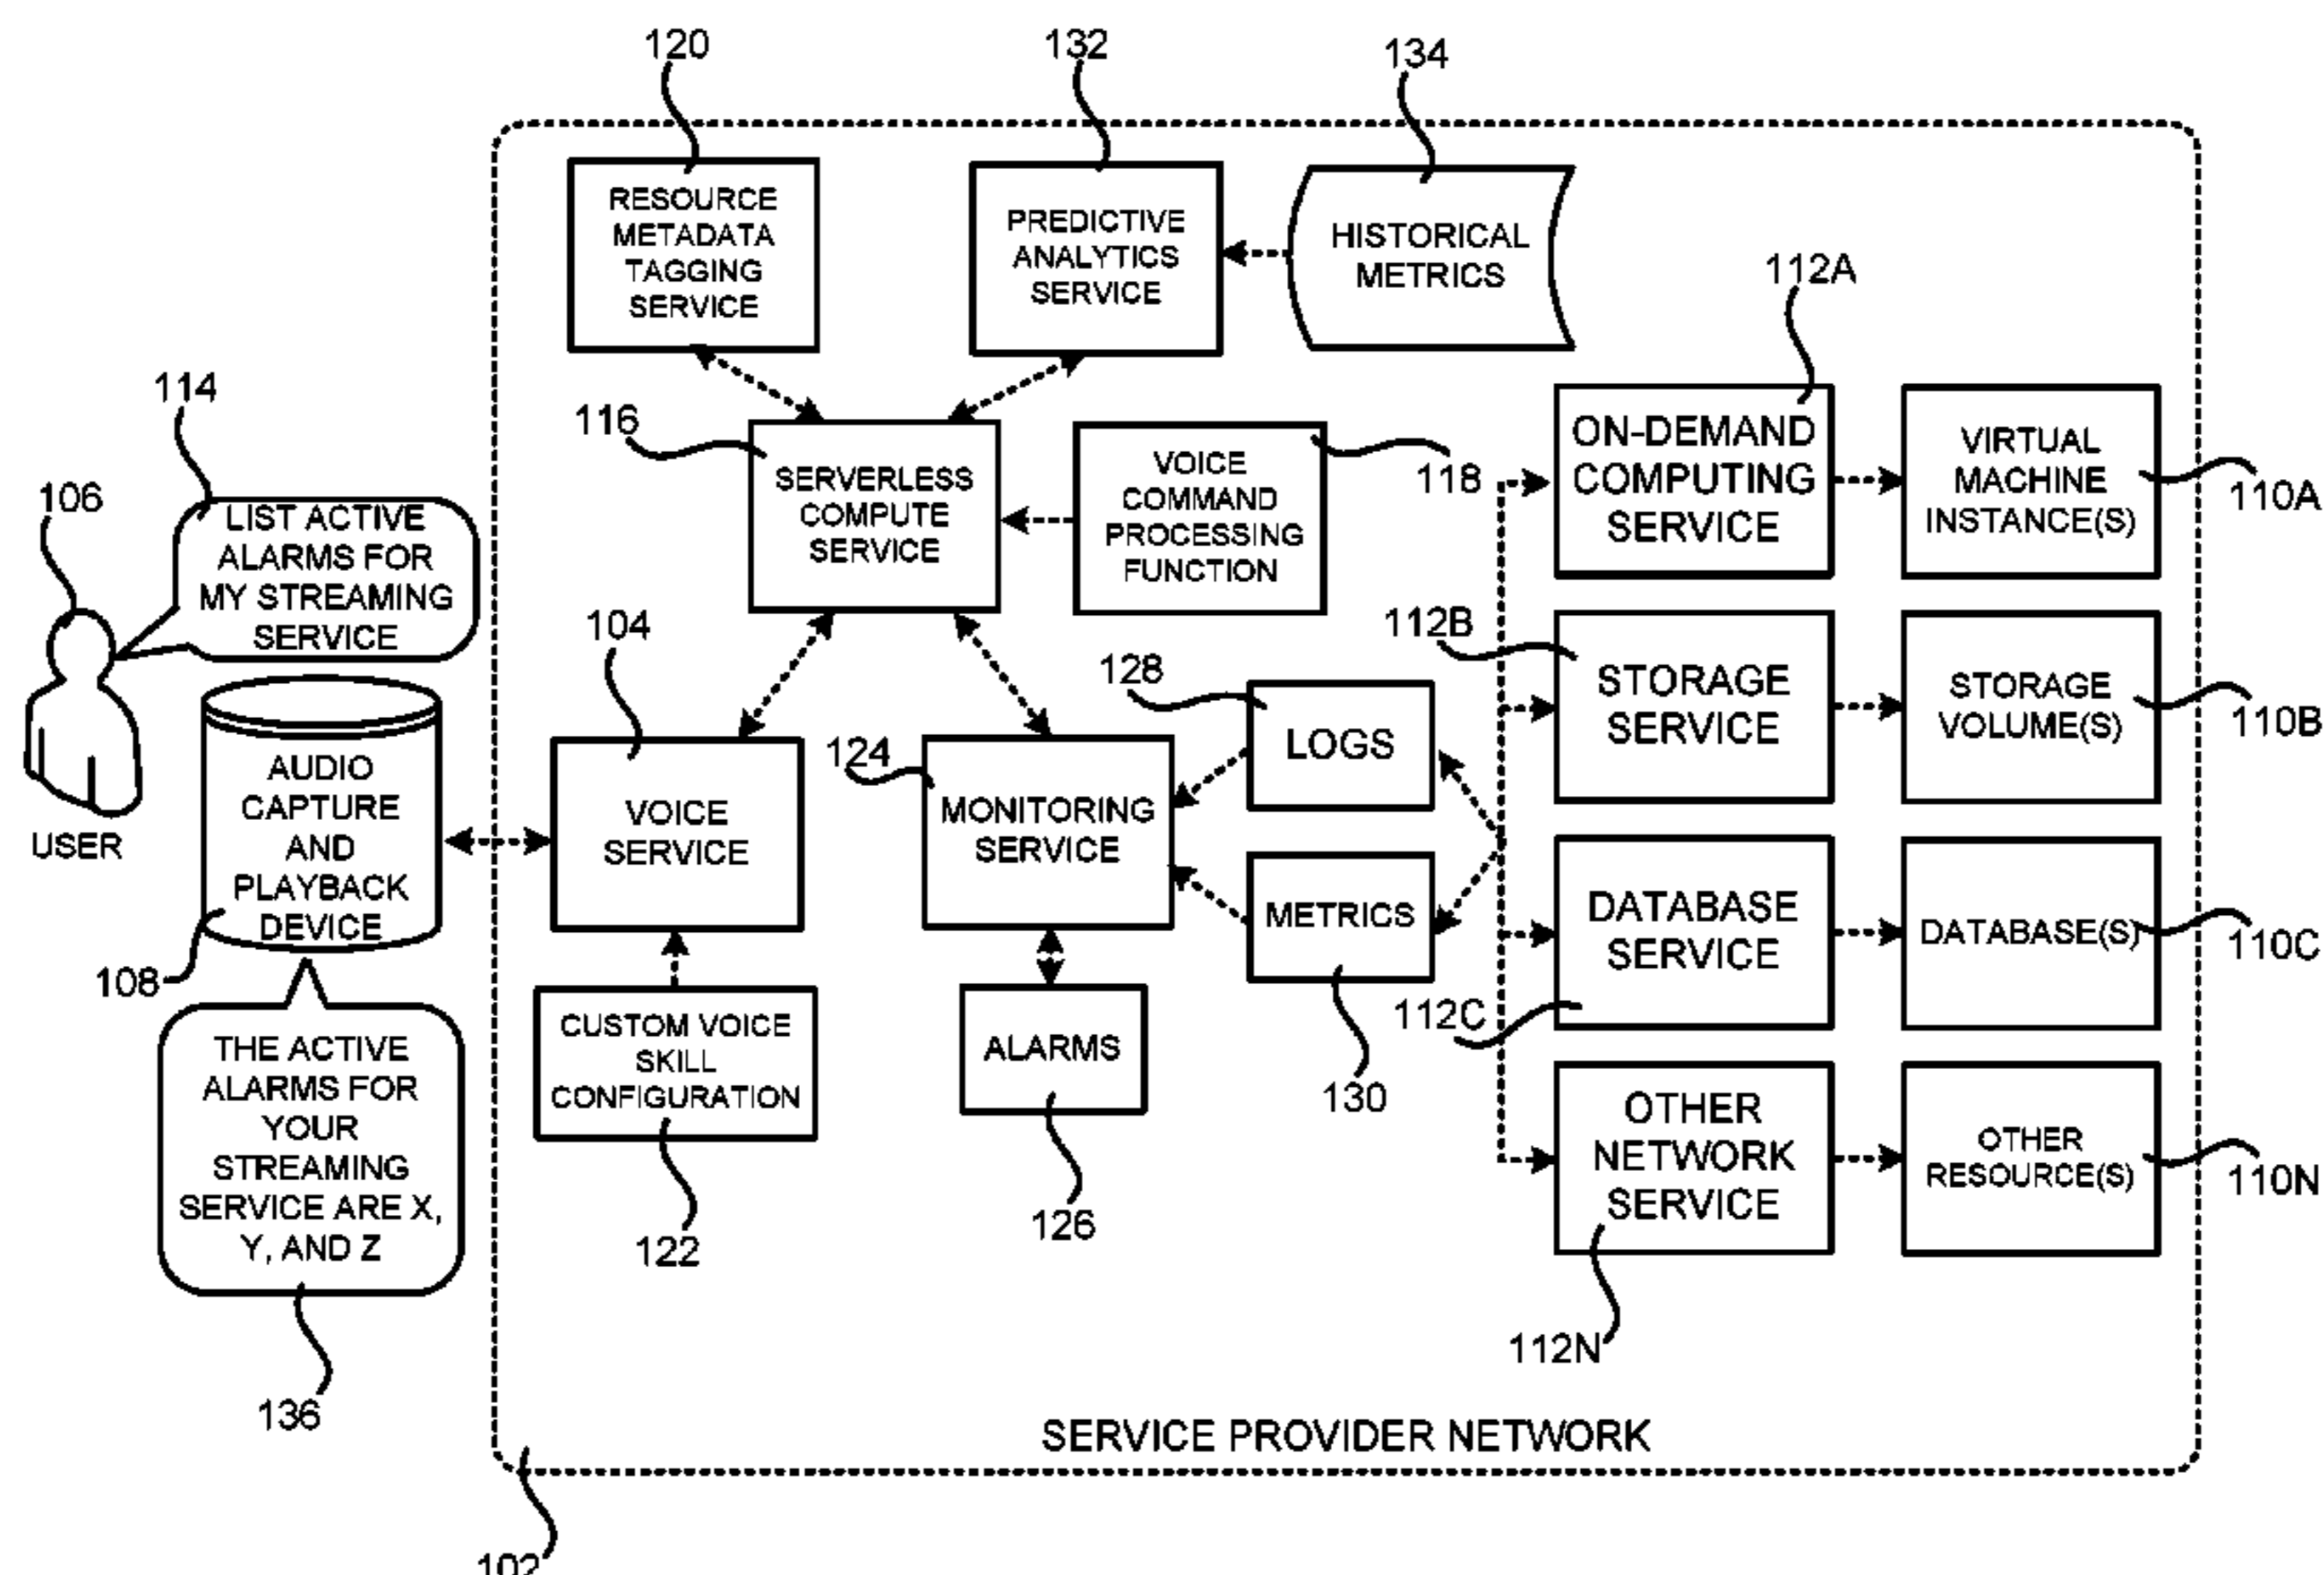 120
132
134
RESOURCE
METADATA
TAGGING
SERVICE
PREDICTIVE
ANALYTICS
SERVICE
HISTORICAL
METRICS
112A
114
116
SERVERLESS
COMPUTE
SERVICE
VOICE
COMMAND
PROCESSING
FUNCTION
118
ON-DEMAND
COMPUTING
SERVICE
VIRTUAL
MACHINE
INSTANCE(S)
110A
106
LIST ACTIVE
ALARMS FOR
MY STREAMING
SERVICE
USER
104
112B
128
STORAGE
SERVICE
STORAGE
VOLUME(S)
110B
AUDIO
CAPTURE
AND
PLAYBACK
DEVICE
108
VOICE
SERVICE
124
MONITORING
SERVICE
LOGS
METRICS
DATABASE
SERVICE
DATABASE(S)
110C
112C
130
THE ACTIVE
ALARMS FOR
YOUR
STREAMING
SERVICE ARE X,
Y, AND Z
136
CUSTOM VOICE
SKILL
CONFIGURATION
122
ALARMS
126
OTHER
NETWORK
SERVICE
OTHER
RESOURCE(S)
110N
112N
SERVICE PROVIDER NETWORK
102